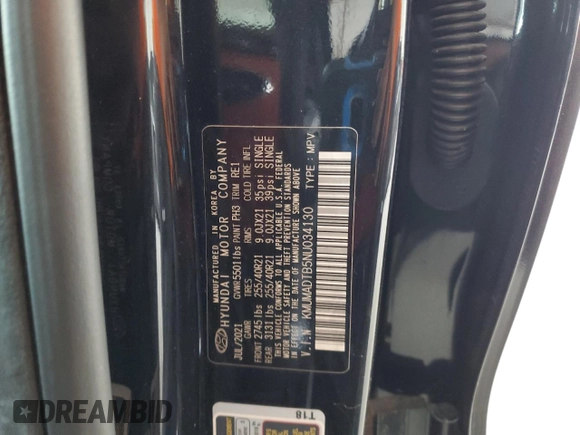 MANUFACTURED IN KOREA BY
HYUNDAI MOTOR COMPANY
JUL/2021 GVWR5501lbs PAINT PH3 TRIM RE1
GAWR TIRES RIMS COLD TIRE INFL
FRONT 2745lbs 255/40R21 9.0JX21 35psi SINGLE
REAR 3131lbs 255/40R21 9.0JX21 39psi SINGLE
THIS VEHICLE CONFORMS TO ALL APPLICABLE U.S.A. FEDERAL
MOTOR VEHICLE SAFETY AND THEFT PREVENTION STANDARDS
IN EFFECT ON THE DATE OF MANUFACTURE SHOWN ABOVE
V.I.N KMUMADTB5NU034130 TYPE : MPV
T18
DREAMBID